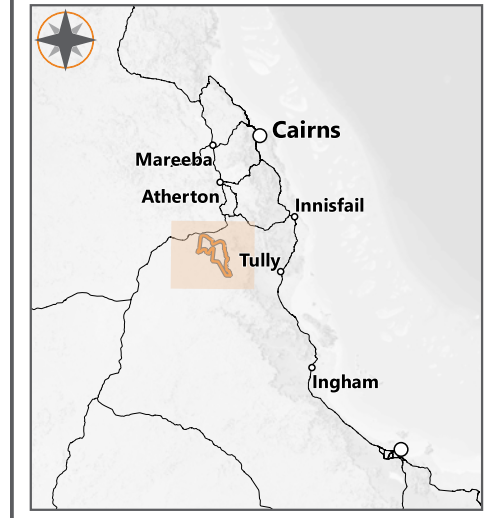 Cairns
Mareeba
Atherton
Innisfail
Tully
Ingham